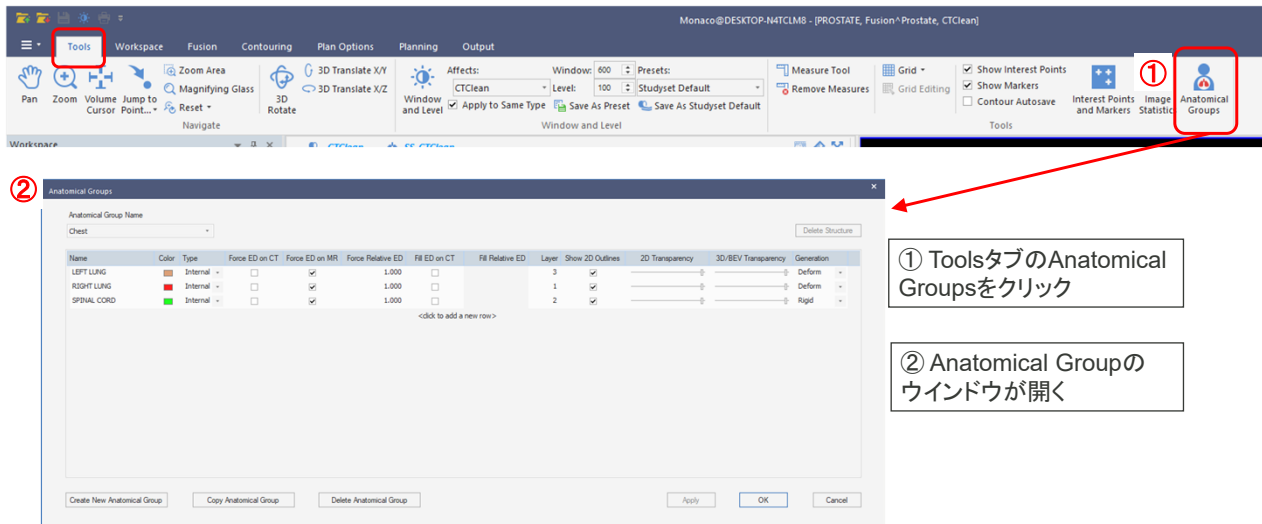 Monaco@DESKTOP-N4TCLM8 - [PROSTATE, Fusion^Prostate, CTClean]
Tools Workspace Fusion Contouring Plan Options Planning Output
Pan
Zoom
Volume Cursor
Jump to Point...
Zoom Area
Magnifying Glass
Reset
3D Rotate
3D Translate X/Y
3D Translate X/Z
Navigate
Window and Level
Affects:
CTClean
Apply to Same Type
Window: 600
Level: 100
Save As Preset
Presets:
Studyset Default
Save As Studyset Default
Window and Level
Measure Tool
Remove Measures
Grid
Grid Editing
Show Interest Points
Show Markers
Contour Autosave
Interest Points and Markers
Image Statistic
①
Anatomical Groups
Tools
Workspace
CTClean
SS CTClean
②
Anatomical Groups ×
Anatomical Group Name
Chest
Delete Structure
Name Color Type Force ED on CT Force ED on MR Force Relative ED Fill ED on CT Fill Relative ED Layer Show 2D Outlines 2D Transparency 3D/BEV Transparency Generation
LEFT LUNG Internal 1.000 3 Deform
RIGHT LUNG Internal 1.000 1 Deform
SPINAL CORD Internal 1.000 2 Rigid
<click to add a new row>
Create New Anatomical Group Copy Anatomical Group Delete Anatomical Group Apply OK Cancel
① ToolsタブのAnatomical
Groupsをクリック
② Anatomical Groupの
ウインドウが開く